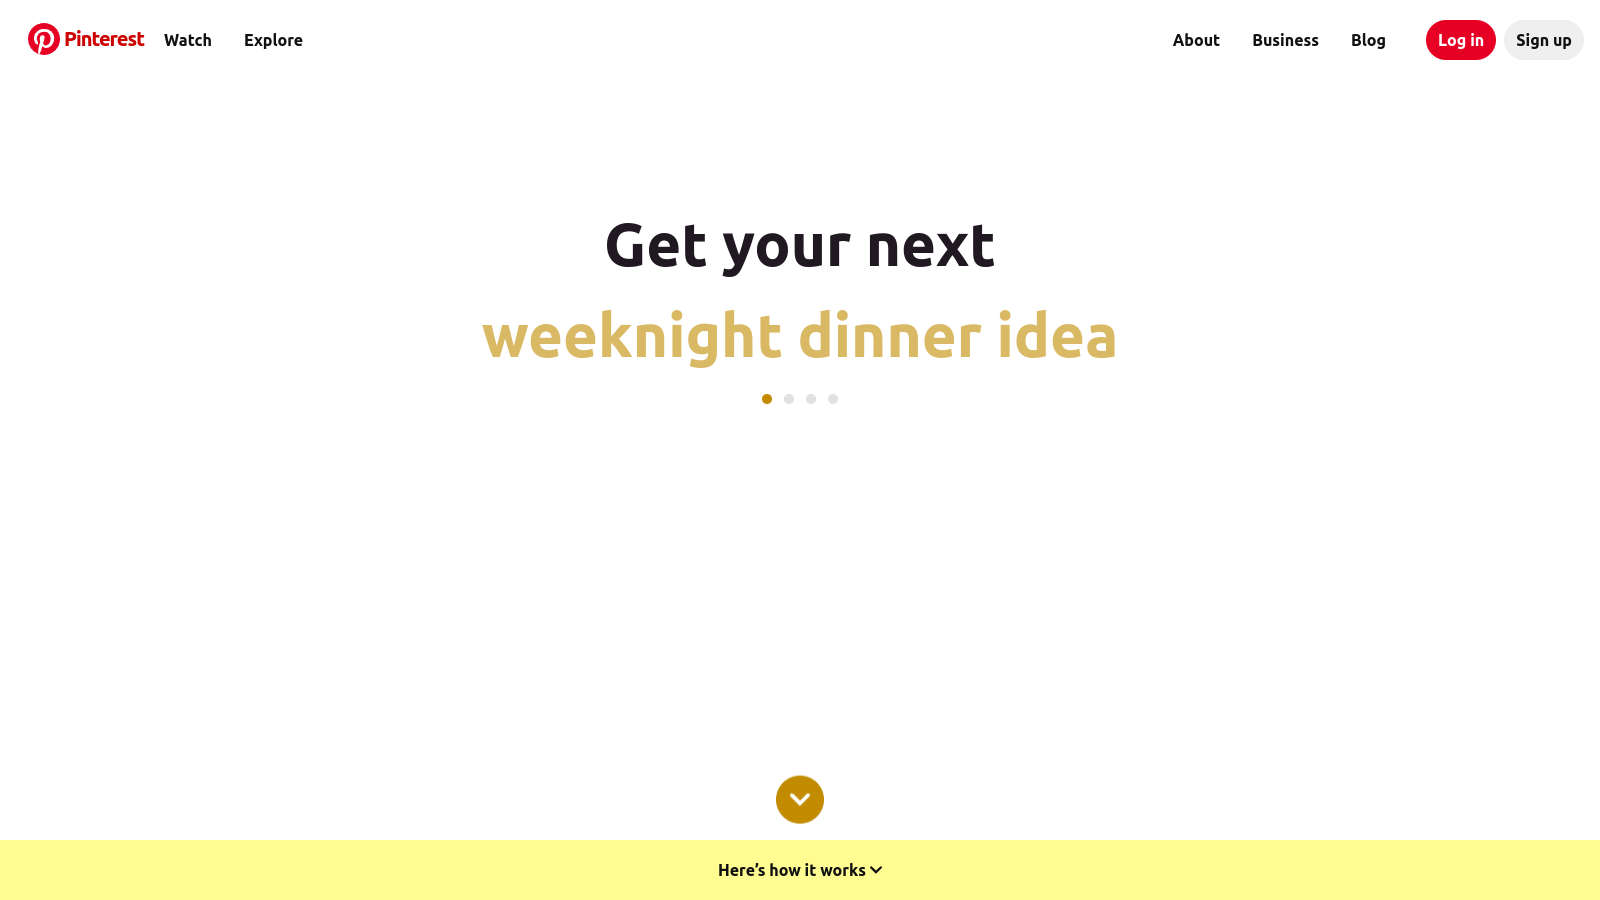 Pinterest
Watch
Explore
About
Business
Blog
Log in
Sign up
Get your next
weeknight dinner idea
Here’s how it works